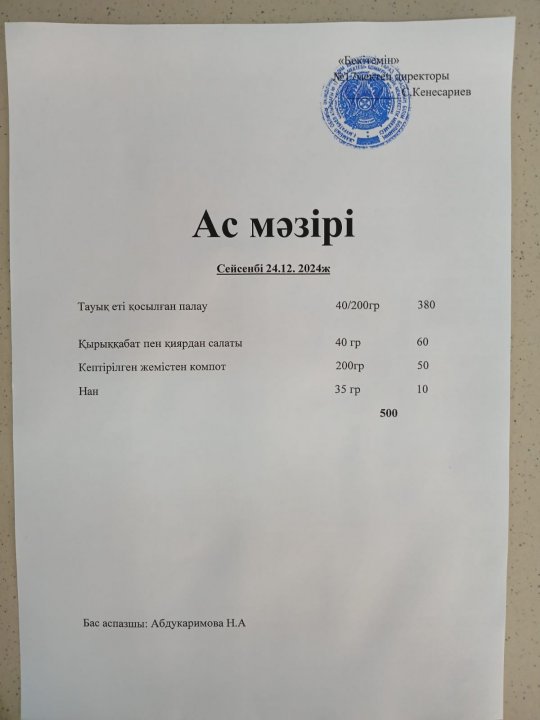 «Бекітемін»
мектеп директоры
С.Кенесариев
Ас мәзірі
Сейсенбі 24.12. 2024ж
Тауық еті қосылған палау 40/200гр 380
Қырыққабат пен қиярдан салаты 40 гр 60
Кептірілген жемістен компот 200гр 50
Нан 35 гр 10
500
Бас аспазшы: Абдукаримова Н.А